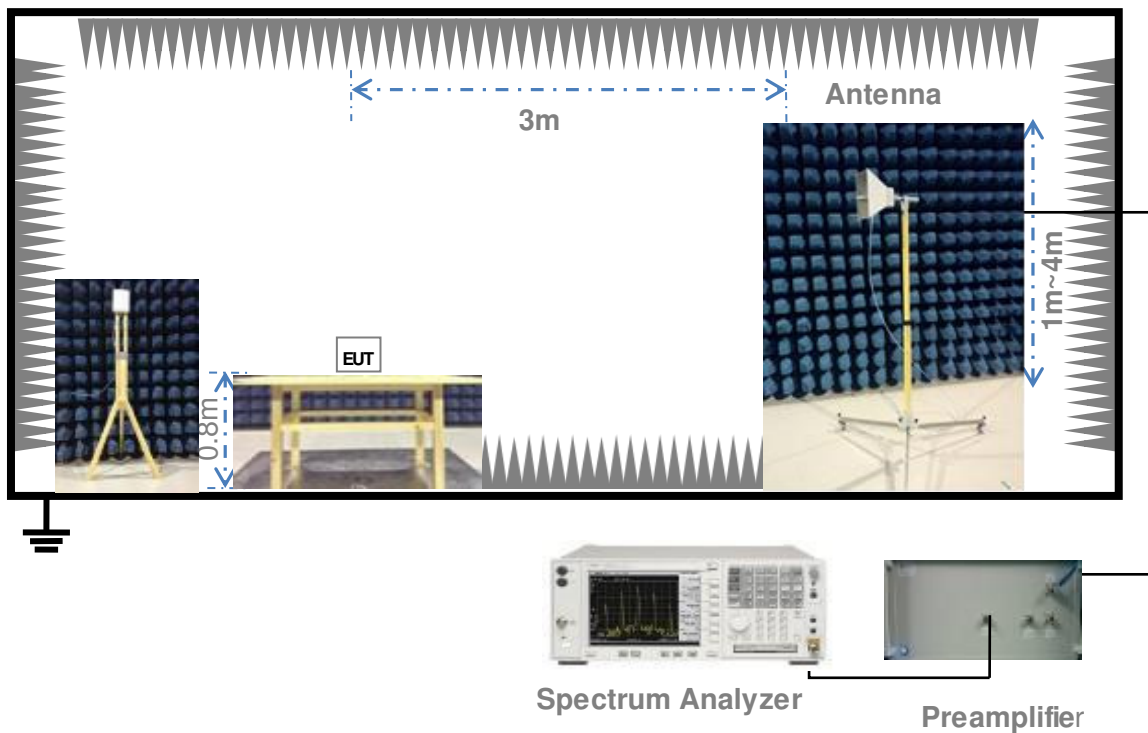 Antenna
3m
1m~4m
EUT
0.8m
Spectrum Analyzer
Preamplifier